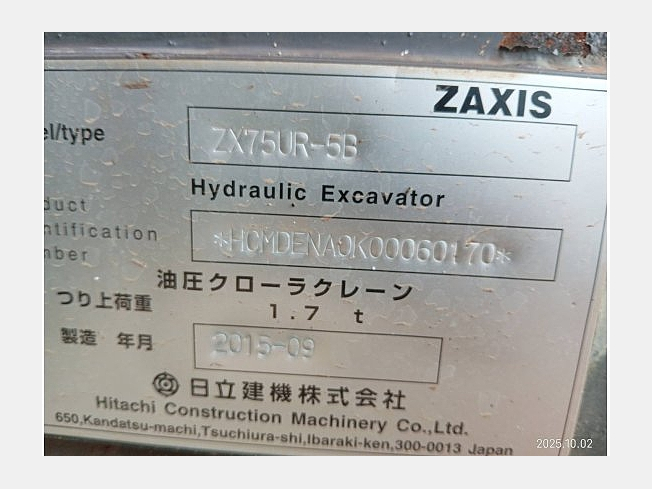 ZAXIS
el/type
ZX75UR-5B
Hydraulic Excavator
duct
ntification
mber
*HCMDENA0K00060170*
油圧クローラクレーン
つり上荷重
1.7 t
製造 年月
2015-09
日立建機株式会社
Hitachi Construction Machinery Co.,Ltd.
650,Kandatsu-machi,Tsuchiura-shi,Ibaraki-ken,300-0013 Japan
2025.10.02